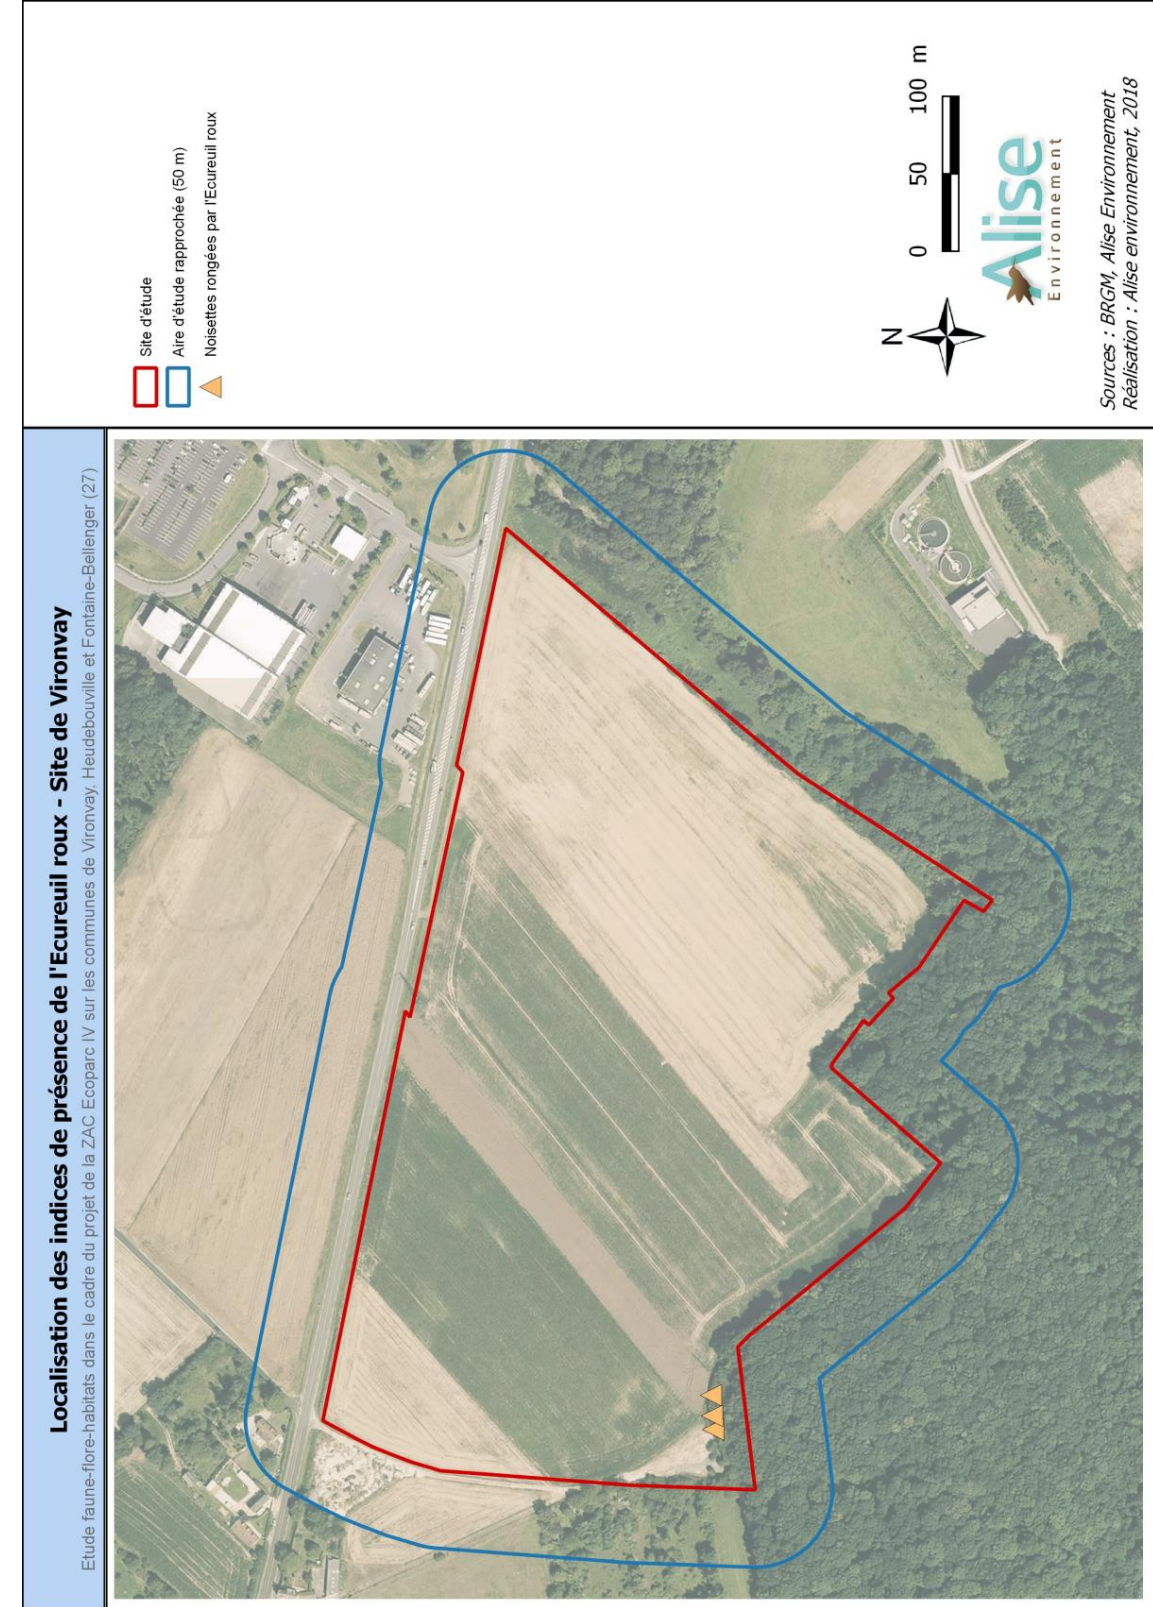 Localisation des indices de présence de l'Ecureuil roux - Site de Vironvay
Etude faune-flore-habitats dans le cadre du projet de la ZAC Ecoparc IV sur les communes de Vironvay, Heudebouville et Fontaine-Bellenger (27)
Site d'étude
Aire d'étude rapprochée (50 m)
Noisettes rongées par l'Ecureuil roux
N
0 50 100 m
Alise
Environnement
Sources : BRGM, Alise Environnement
Réalisation : Alise environnement, 2018